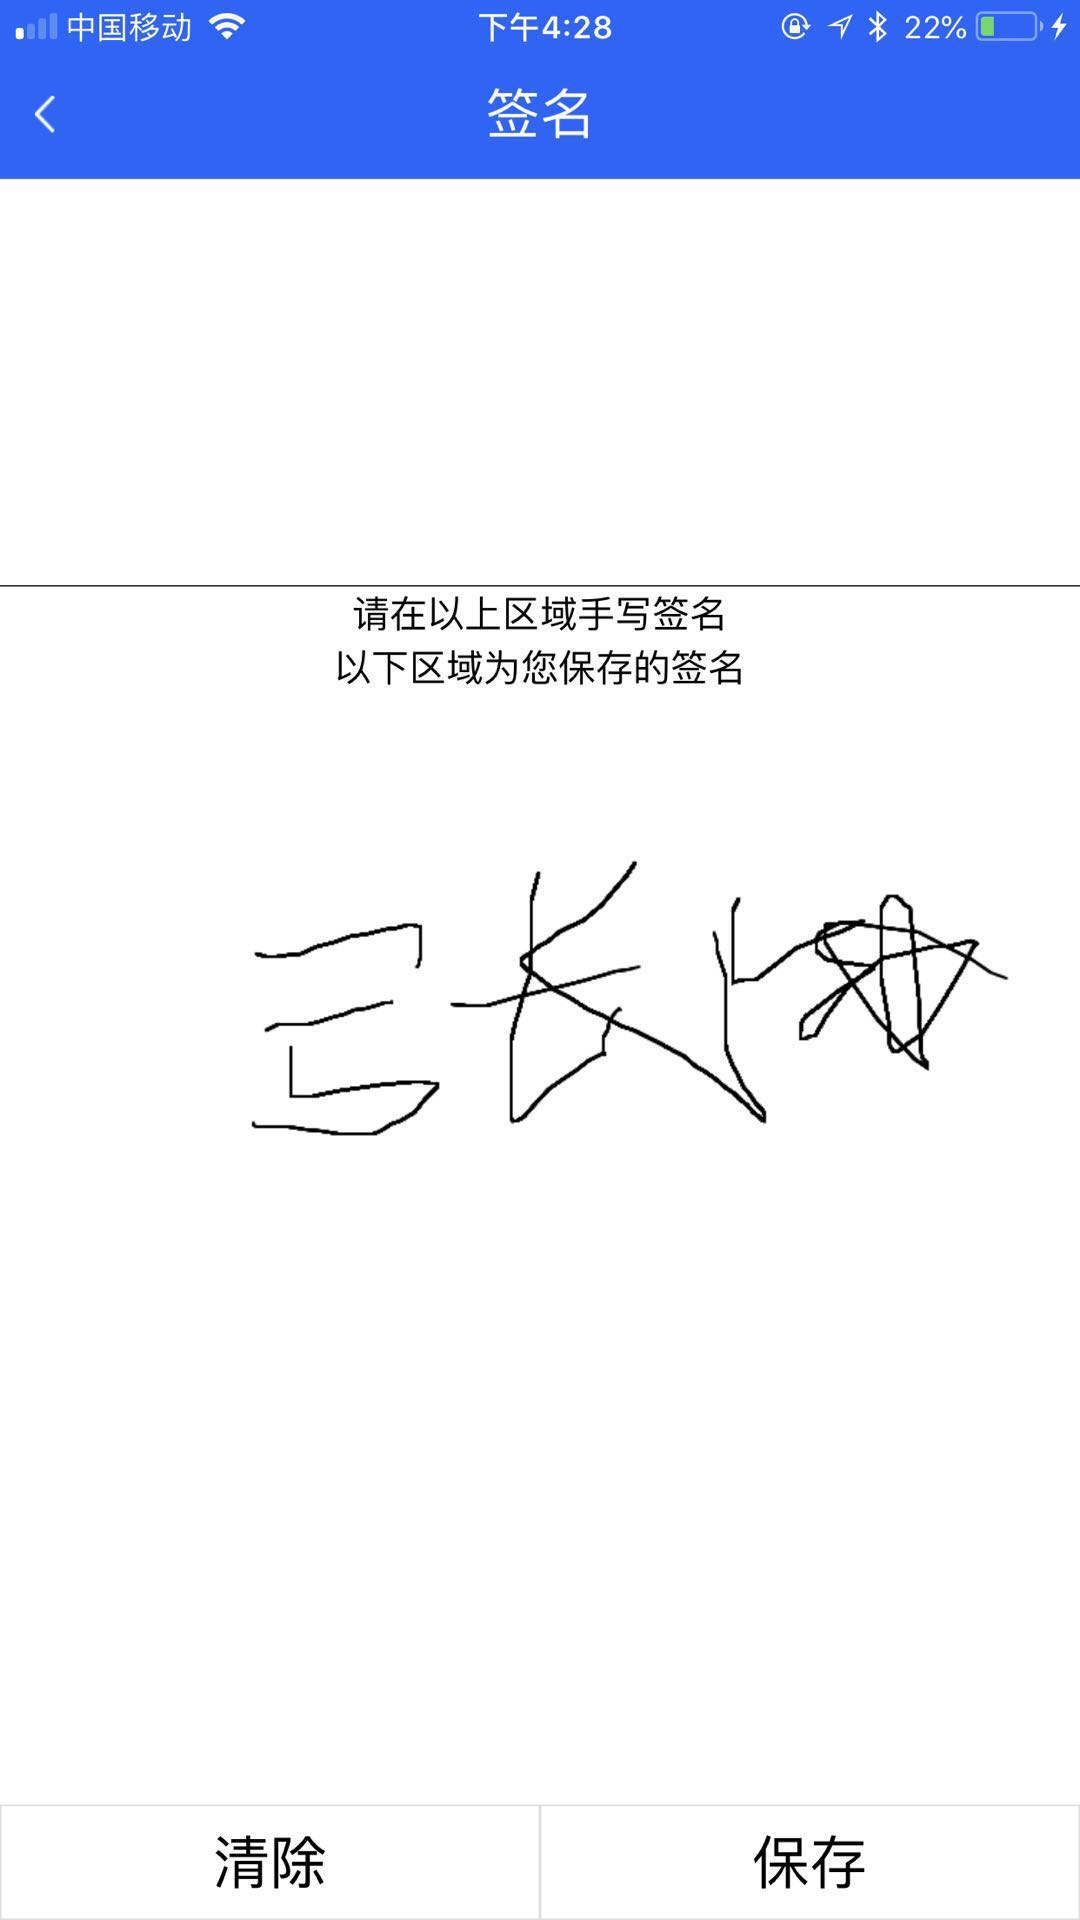 中国移动 下午4:28 22%
签名
请在以上区域手写签名
以下区域为您保存的签名
张
清除 保存